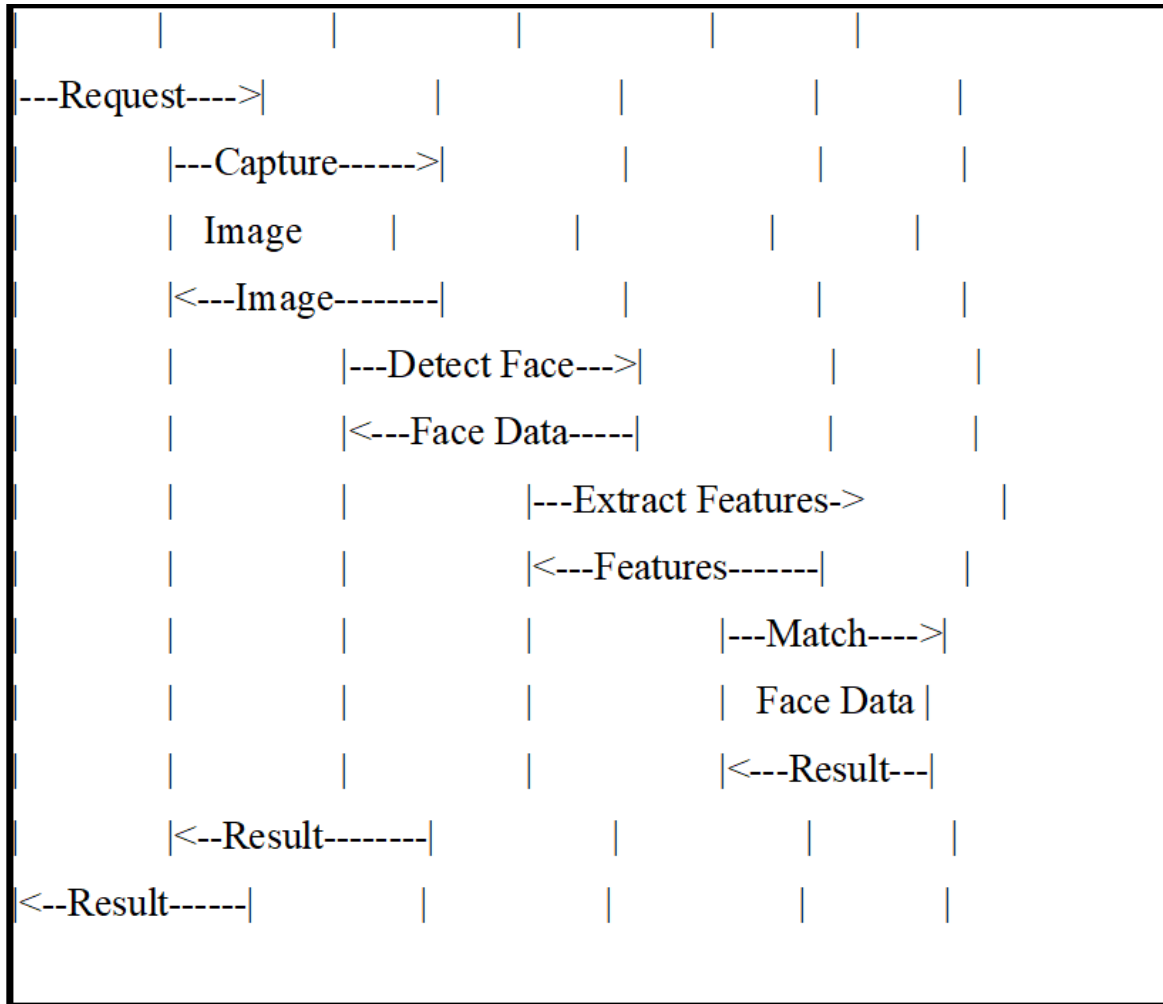 |         |          |           |            |         |
|---Request---->|           |            |            |         |
|         |---Capture------>|            |            |         |
|         |   Image      |            |            |         |
|         |<---Image--------|            |            |         |
|         |          |---Detect Face--->|            |         |
|         |          |<---Face Data-----|            |         |
|         |          |           |---Extract Features->         |
|         |          |           |<---Features-------|         |
|         |          |           |            |---Match---->|
|         |          |           |            |   Face Data |
|         |          |           |            |<---Result---|
|         |<--Result--------|            |            |         |
|<--Result------|           |            |            |         |